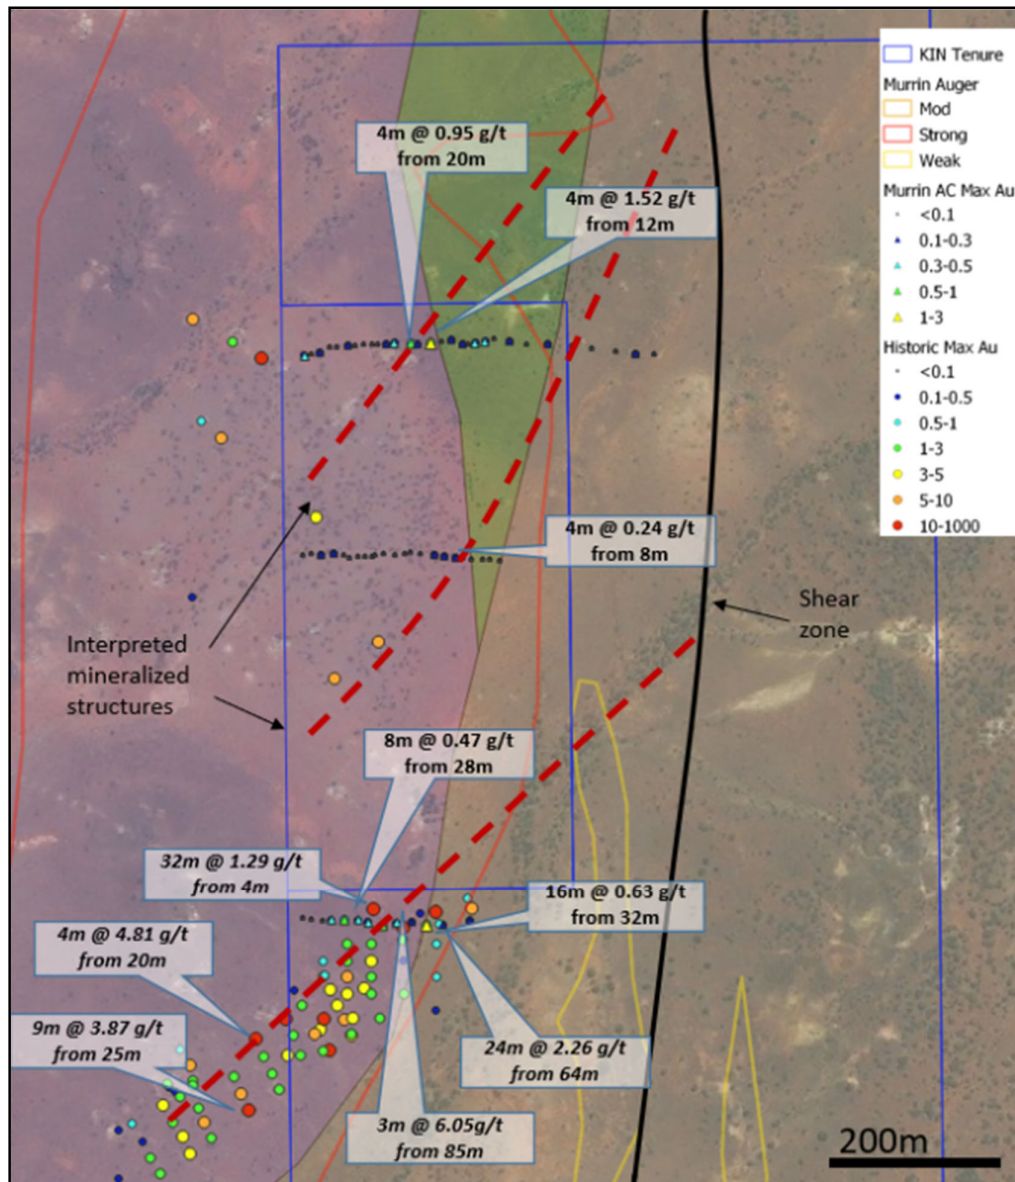 KIN Tenure
Murrin Auger
Mod
Strong
Weak
Murrin AC Max Au
<0.1
0.1-0.3
0.3-0.5
0.5-1
1-3
Historic Max Au
<0.1
0.1-0.5
0.5-1
1-3
3-5
5-10
10-1000
4m @ 0.95 g/t
from 20m
4m @ 1.52 g/t
from 12m
4m @ 0.24 g/t
from 8m
Shear
zone
Interpreted
mineralized
structures
8m @ 0.47 g/t
from 28m
32m @ 1.29 g/t
from 4m
16m @ 0.63 g/t
from 32m
4m @ 4.81 g/t
from 20m
9m @ 3.87 g/t
from 25m
24m @ 2.26 g/t
from 64m
3m @ 6.05g/t
from 85m
200m